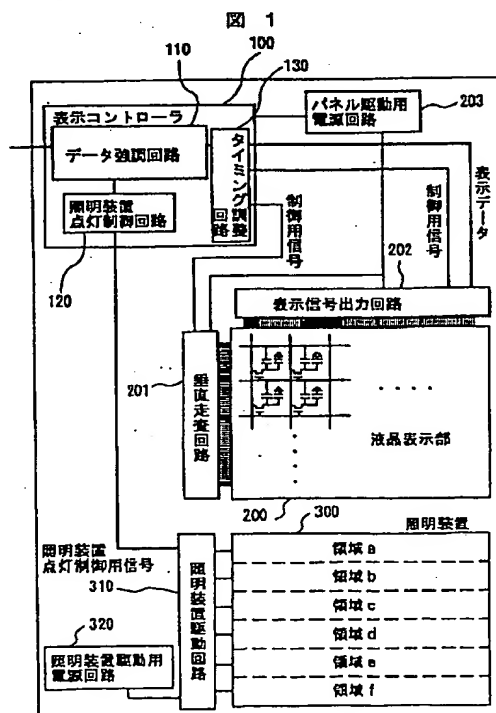 図 1
110
100
130
表示コントローラ
データ強調回路
タイミング調整回路
照明装置
点灯制御回路
120
パネル駆動用
電源回路
203
制御用信号
制御用信号
表示データ
202
表示信号出力回路
201
垂直走査回路
液晶表示部
200
300
照明装置
照明装置
点灯制御用信号
310
照明装置駆動回路
領域 a
領域 b
領域 c
領域 d
領域 e
領域 f
320
照明装置駆動用
電源回路